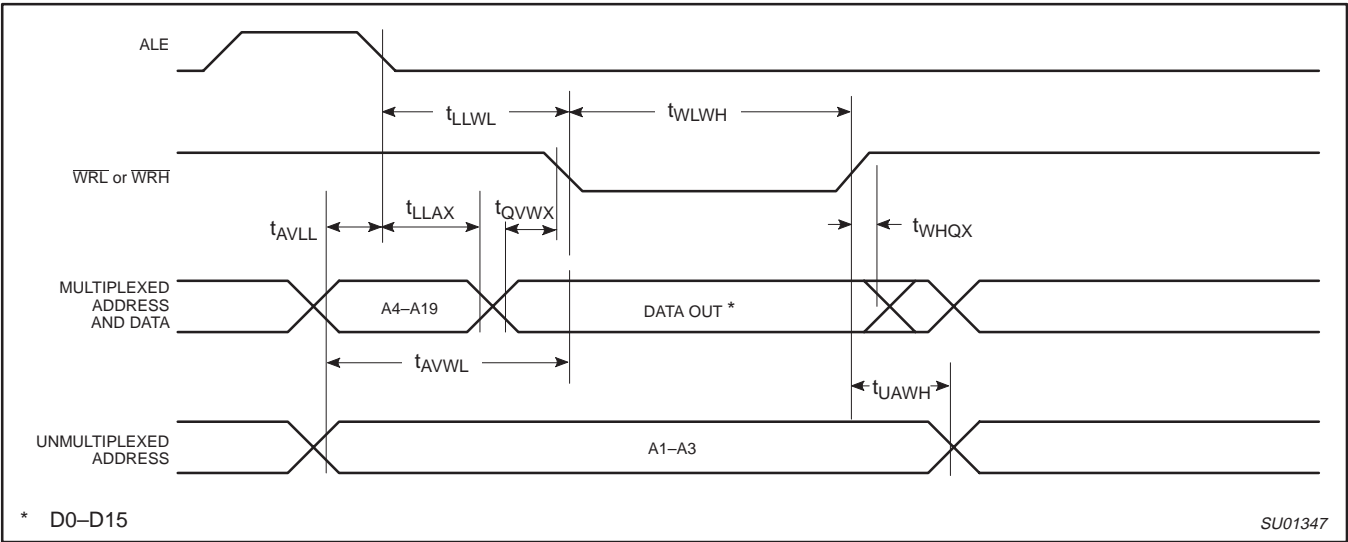 ALE
tLLWL
tWLWH
WRL or WRH
tAVLL
tLLAX
tQVWX
tWHQX
MULTIPLEXED
ADDRESS
AND DATA
A4–A19
DATA OUT *
tAVWL
tUAWH
UNMULTIPLEXED
ADDRESS
A1–A3
* D0–D15
SU01347